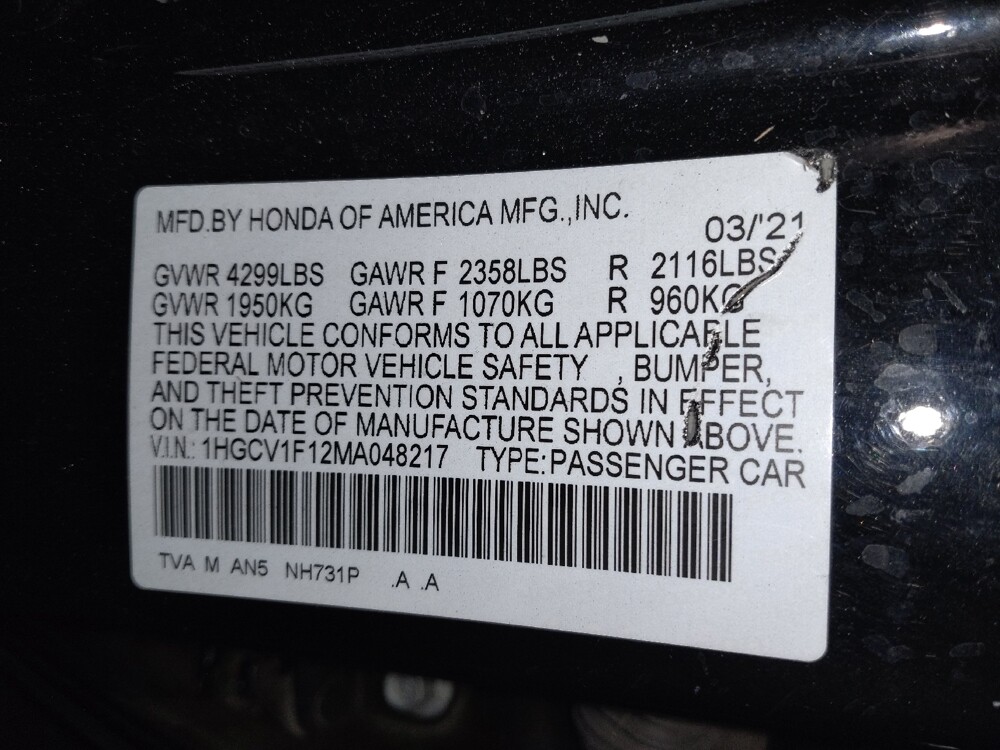 MFD.BY HONDA OF AMERICA MFG.,INC.
03/'21
GVWR 4299LBS GAWR F 2358LBS R 2116LBS
GVWR 1950KG GAWR F 1070KG R 960KG
THIS VEHICLE CONFORMS TO ALL APPLICABLE
FEDERAL MOTOR VEHICLE SAFETY , BUMPER,
AND THEFT PREVENTION STANDARDS IN EFFECT
ON THE DATE OF MANUFACTURE SHOWN ABOVE.
V.I.N.: 1HGCV1F12MA048217 TYPE:PASSENGER CAR
TVA M AN5 NH731P .A .A